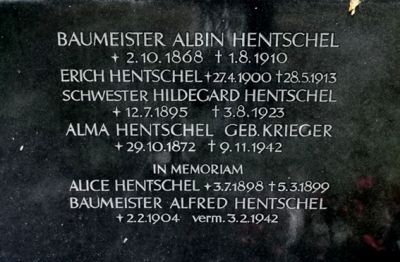 BAUMEISTER ALBIN HENTSCHEL
+ 2.10.1868 † 1.8.1910
ERICH HENTSCHEL +27.4.1900 †28.5.1913
SCHWESTER HILDEGARD HENTSCHEL
+ 12.7.1895 † 3.8.1923
ALMA HENTSCHEL GEB. KRIEGER
+ 29.10.1872 † 9.11.1942
IN MEMORIAM
ALICE HENTSCHEL +3.7.1898 †5.3.1899
BAUMEISTER ALFRED HENTSCHEL
+2.2.1904 verm. 3.2.1942